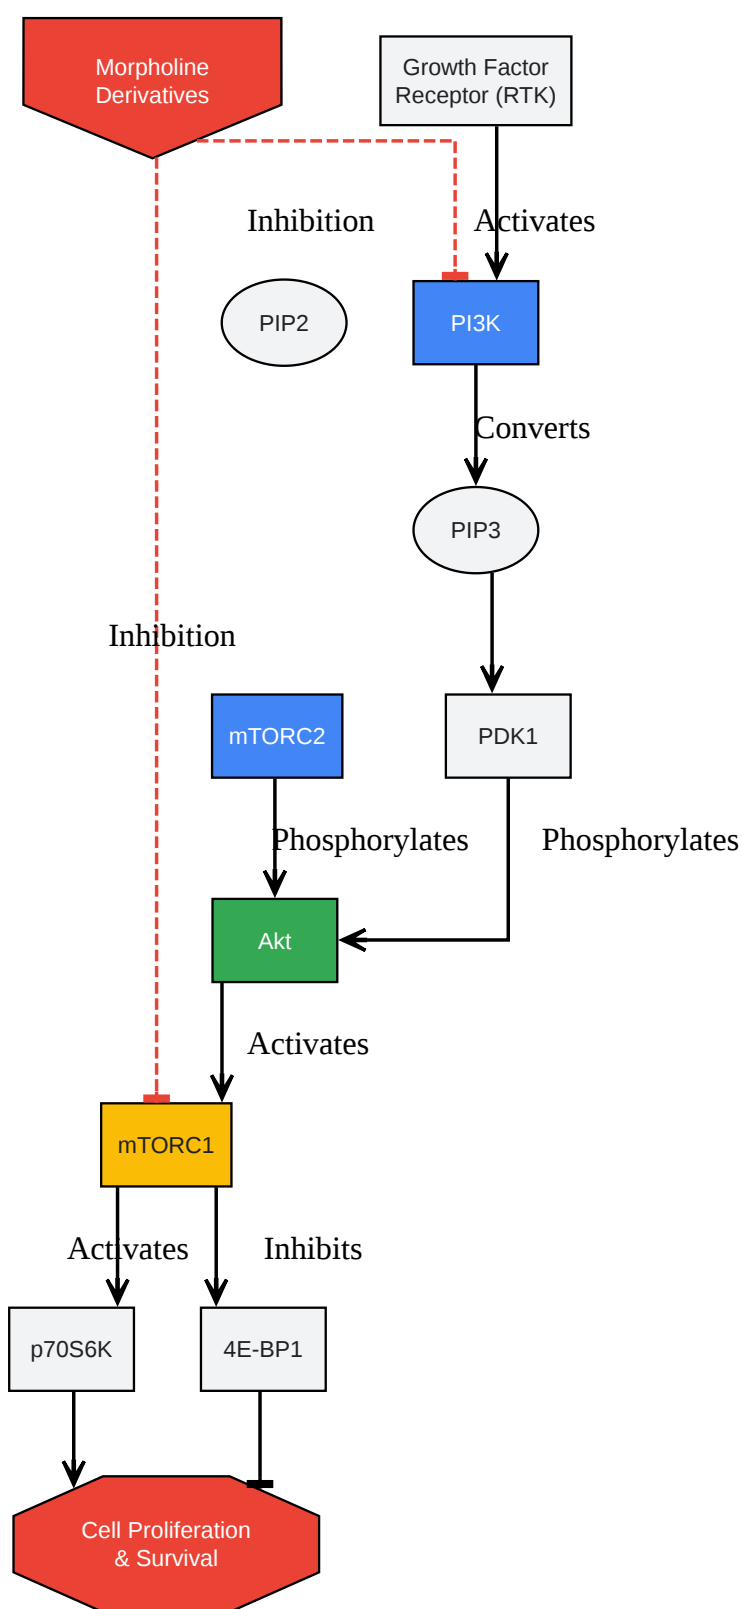 Morpholine
Derivatives
Growth Factor
Receptor (RTK)
Inhibition
Activates
PIP2
PI3K
Converts
PIP3
Inhibition
mTORC2
PDK1
Phosphorylates
Phosphorylates
Akt
Activates
mTORC1
Activates
Inhibits
p70S6K
4E-BP1
Cell Proliferation
& Survival